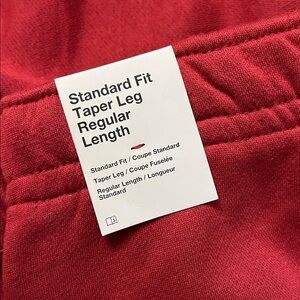 Standard Fit
Taper Leg
Regular
Length
Standard Fit / Coupe Standard
Taper Leg / Coupe Fuselée
Regular Length / Longueur
Standard